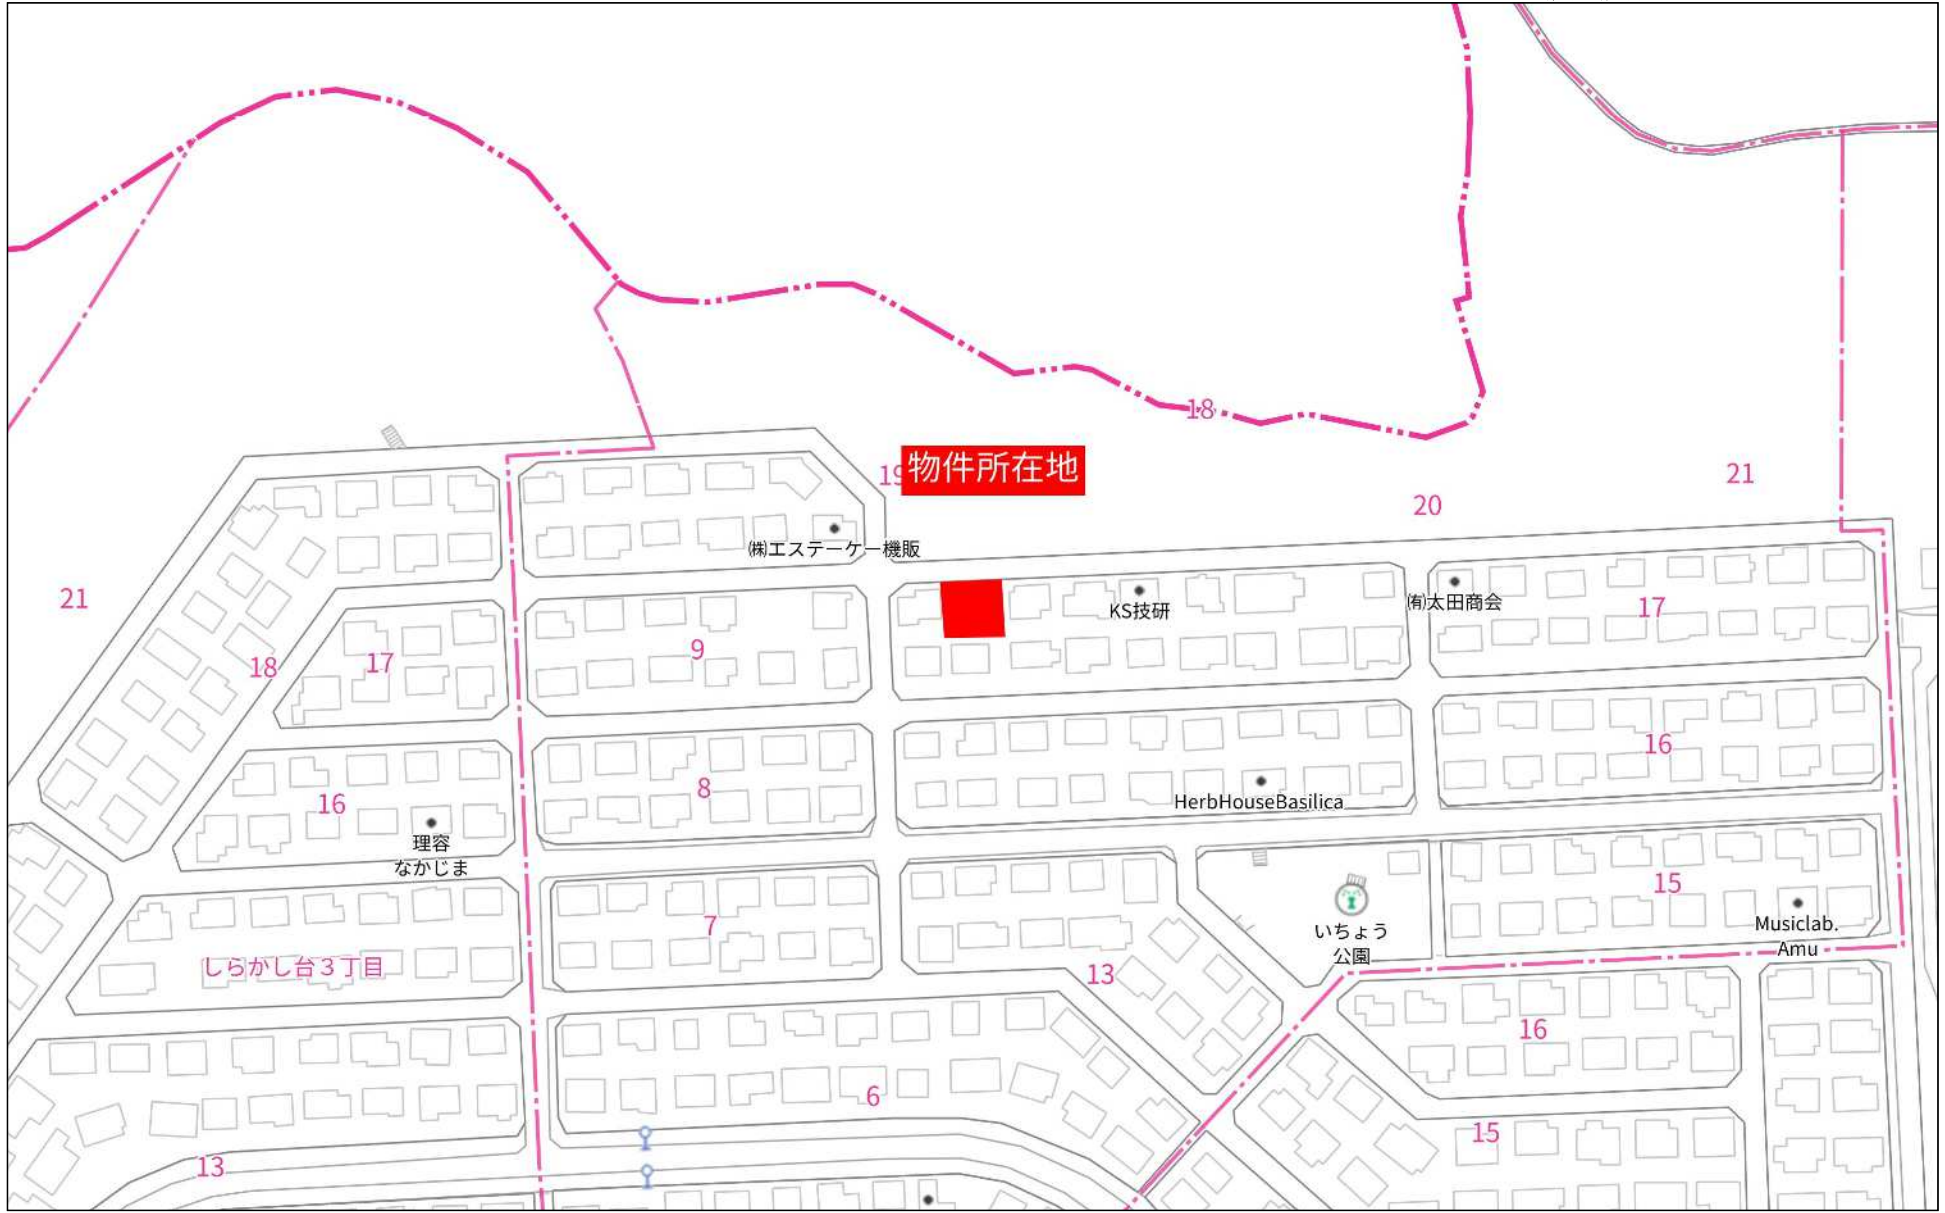 18
19
物件所在地
21
20
㈱エステーケー機販
21
KS技研
㈲太田商会
17
9
17
18
16
8
HerbHouseBasilica
16
理容
なかじま
15
7
Musiclab.
Amu
いちょう
公園
しらかし台3丁目
13
16
6
15
13